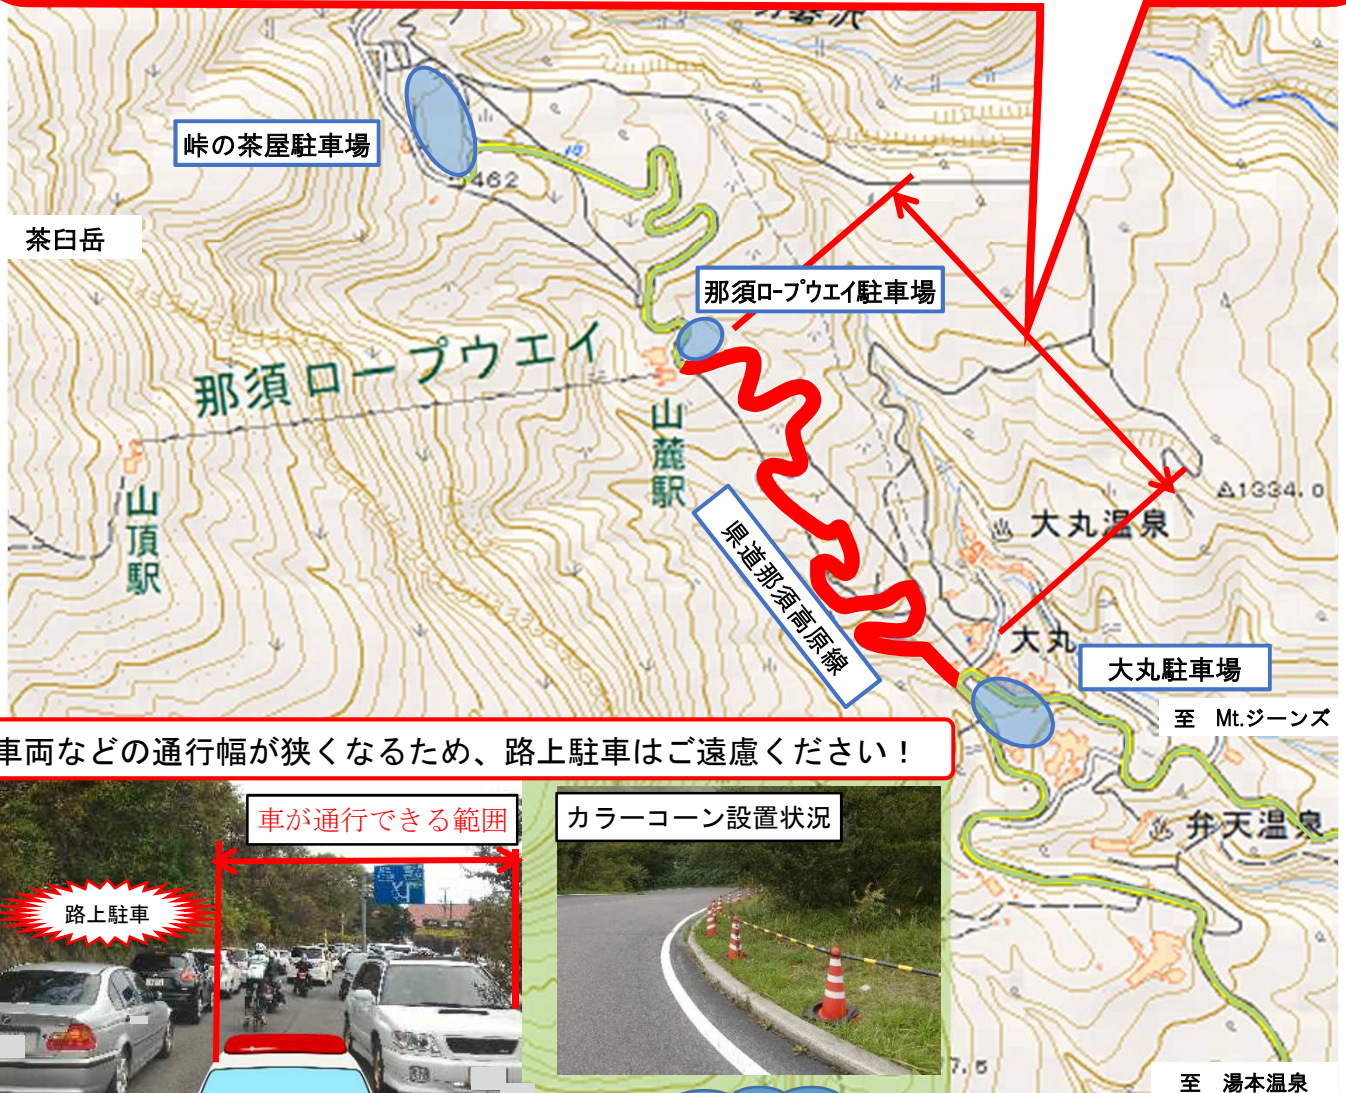 峠の茶屋駐車場
462
茶臼岳
那須ロープウエイ駐車場
那須ロープウエイ
山麓駅
山頂駅
△1334.0
大丸温泉
県道那須高原線
大丸
大丸駐車場
至　Mt.ジーンズ
車両などの通行幅が狭くなるため、路上駐車はご遠慮ください！
車が通行できる範囲
カラーコーン設置状況
弁天温泉
路上駐車
7.5
至　湯本温泉